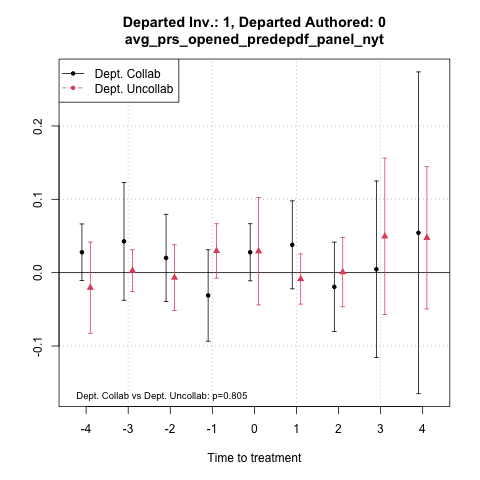 Departed Inv.: 1, Departed Authored: 0
avg_prs_opened_predepdf_panel_nyt
Dept. Collab
Dept. Uncollab
0.2
0.1
0.0
-0.1
Dept. Collab vs Dept. Uncollab: p=0.805
-4 -3 -2 -1 0 1 2 3 4
Time to treatment